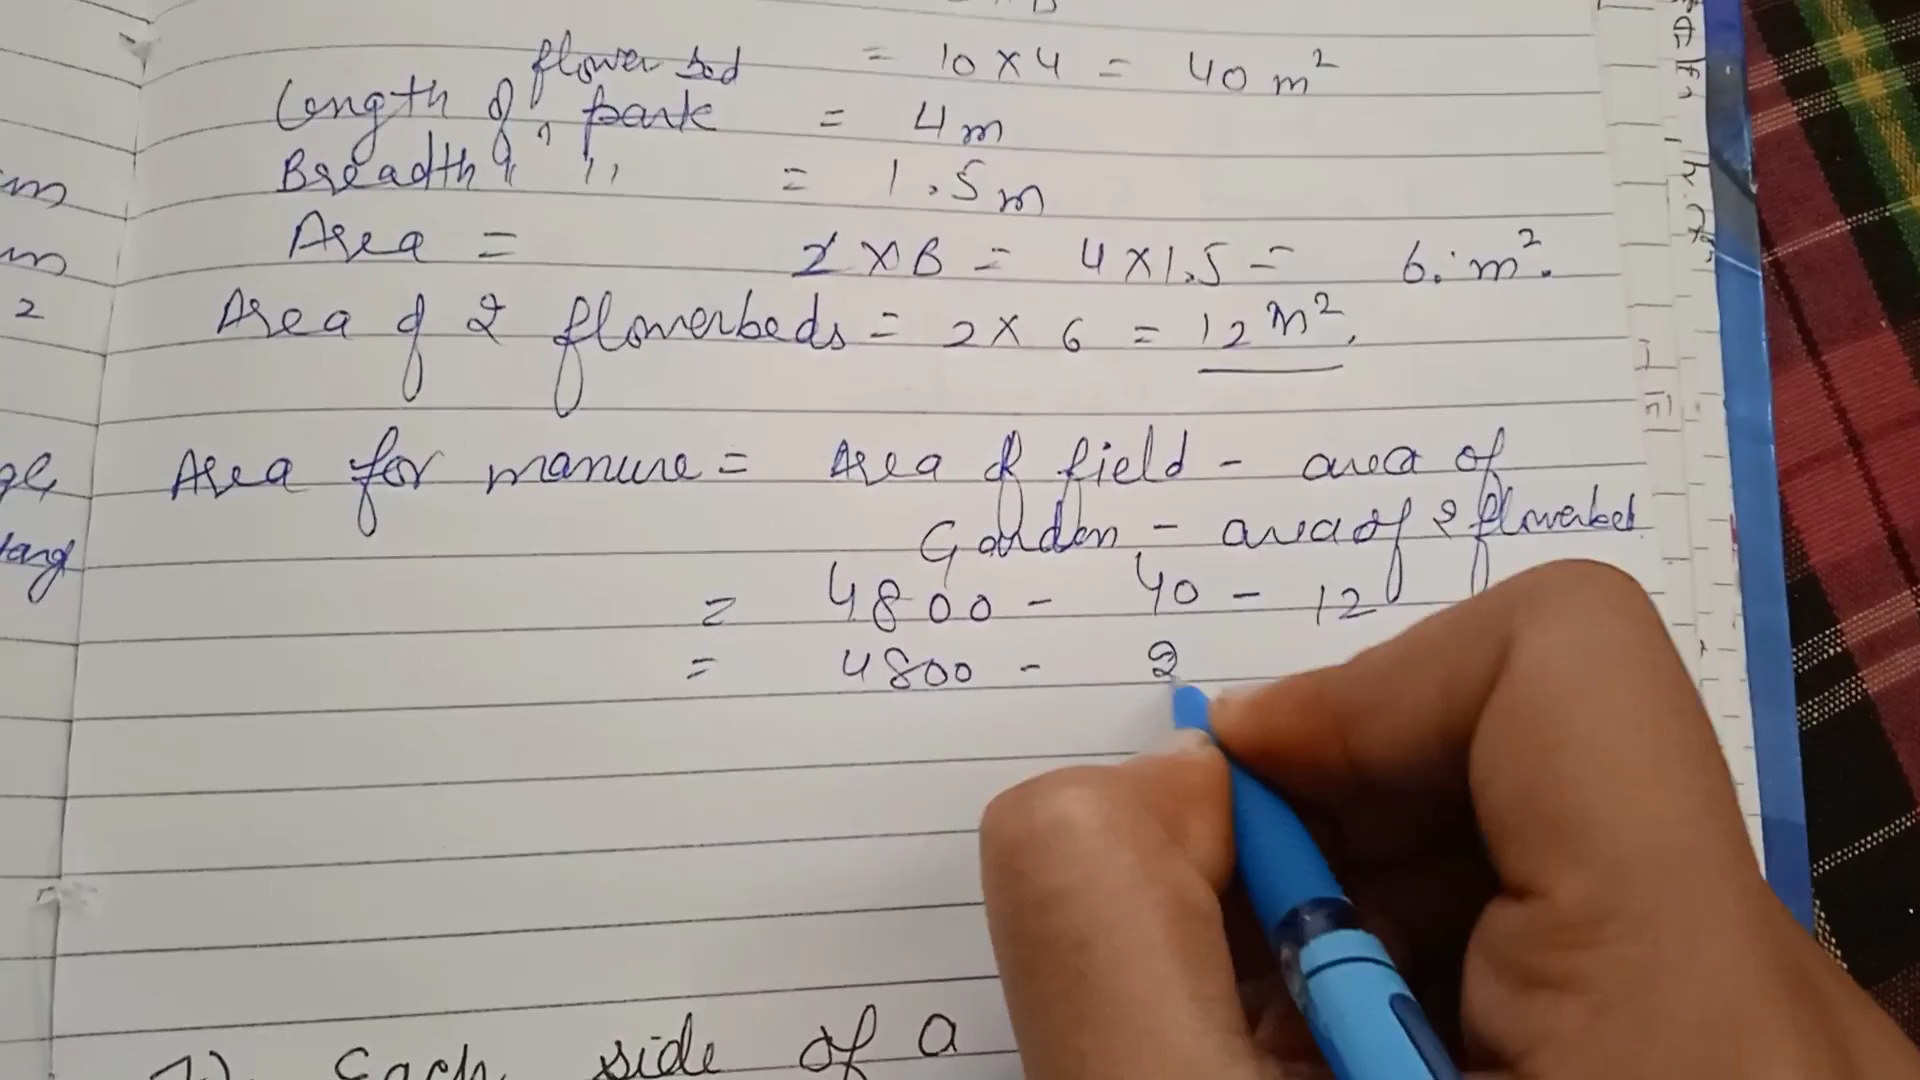 = 10 x 4 = 40 m²
flower bed
Length of " park = 4 m
Breadth " " = 1.5 m
Area = l x B = 4 x 1.5 = 6. m².
Area of 2 flowerbeds = 2 x 6 = 12 m².
Area for manure = Area of field - area of
Garden - area of 2 flowerbed
= 4800 - 40 - 12
= 4800 - 2
Each side of a
m
m
2